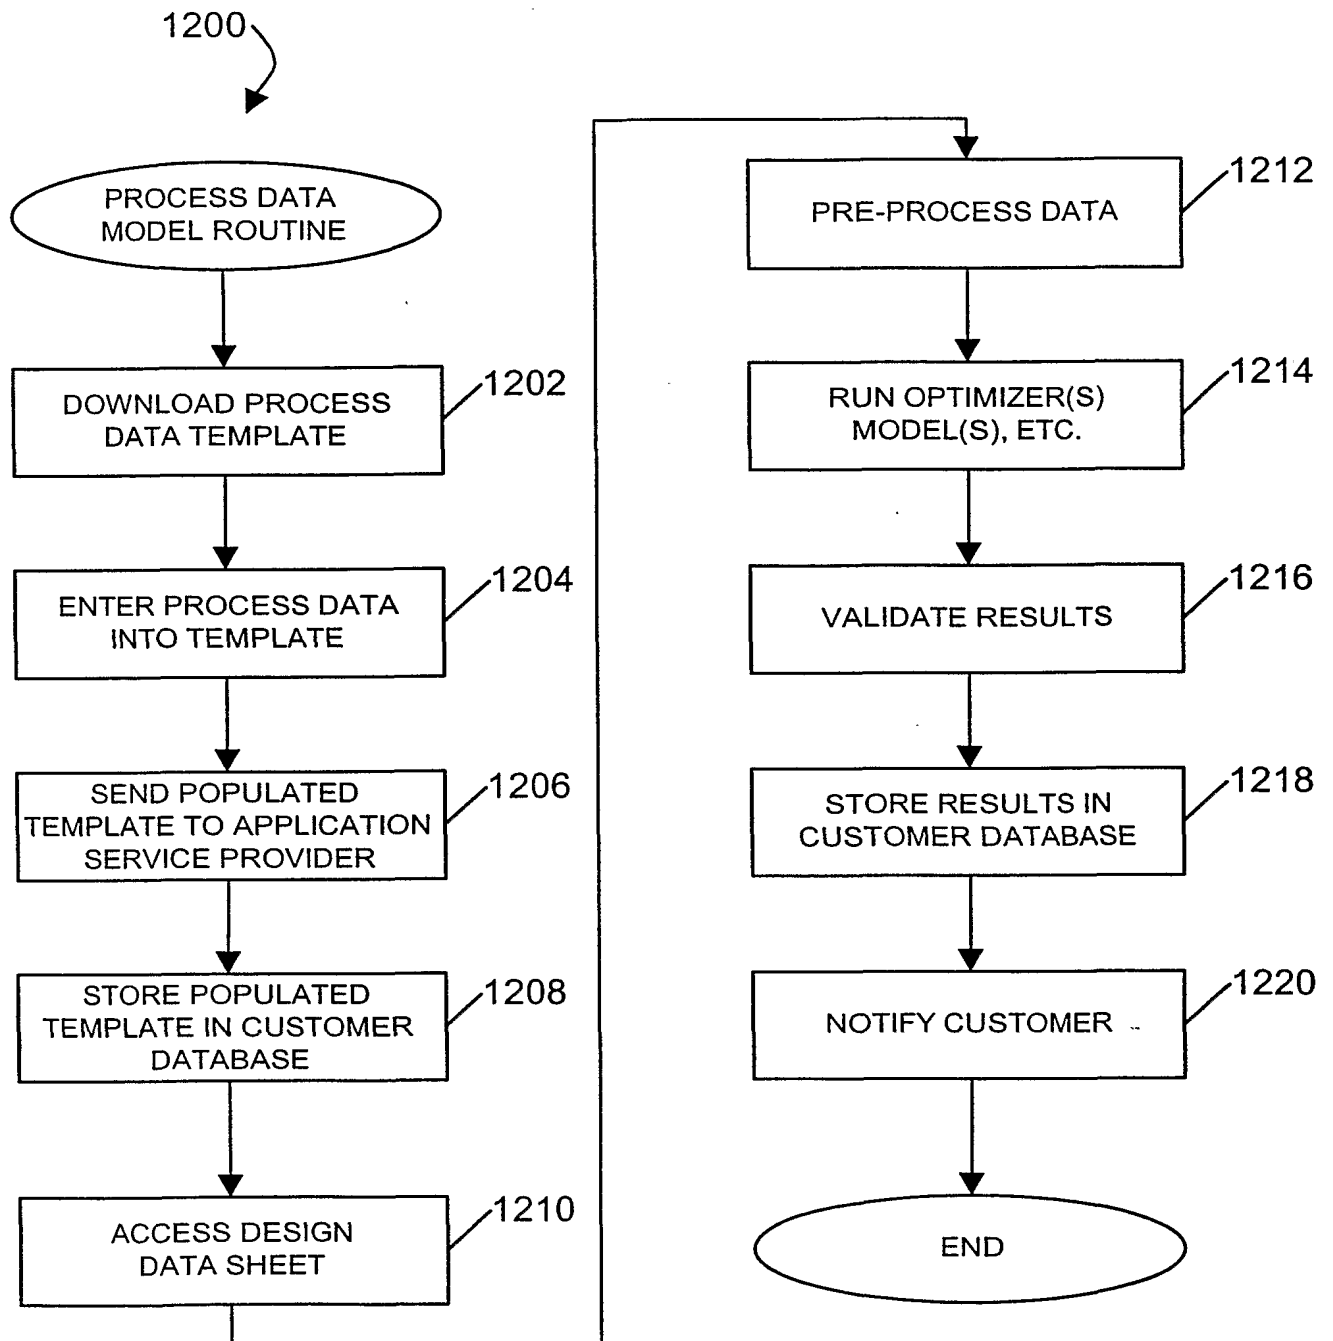 1200
PROCESS DATA
MODEL ROUTINE
1202
DOWNLOAD PROCESS
DATA TEMPLATE
1204
ENTER PROCESS DATA
INTO TEMPLATE
1206
SEND POPULATED
TEMPLATE TO APPLICATION
SERVICE PROVIDER
1208
STORE POPULATED
TEMPLATE IN CUSTOMER
DATABASE
1210
ACCESS DESIGN
DATA SHEET
1212
PRE-PROCESS DATA
1214
RUN OPTIMIZER(S)
MODEL(S), ETC.
1216
VALIDATE RESULTS
1218
STORE RESULTS IN
CUSTOMER DATABASE
1220
NOTIFY CUSTOMER
END